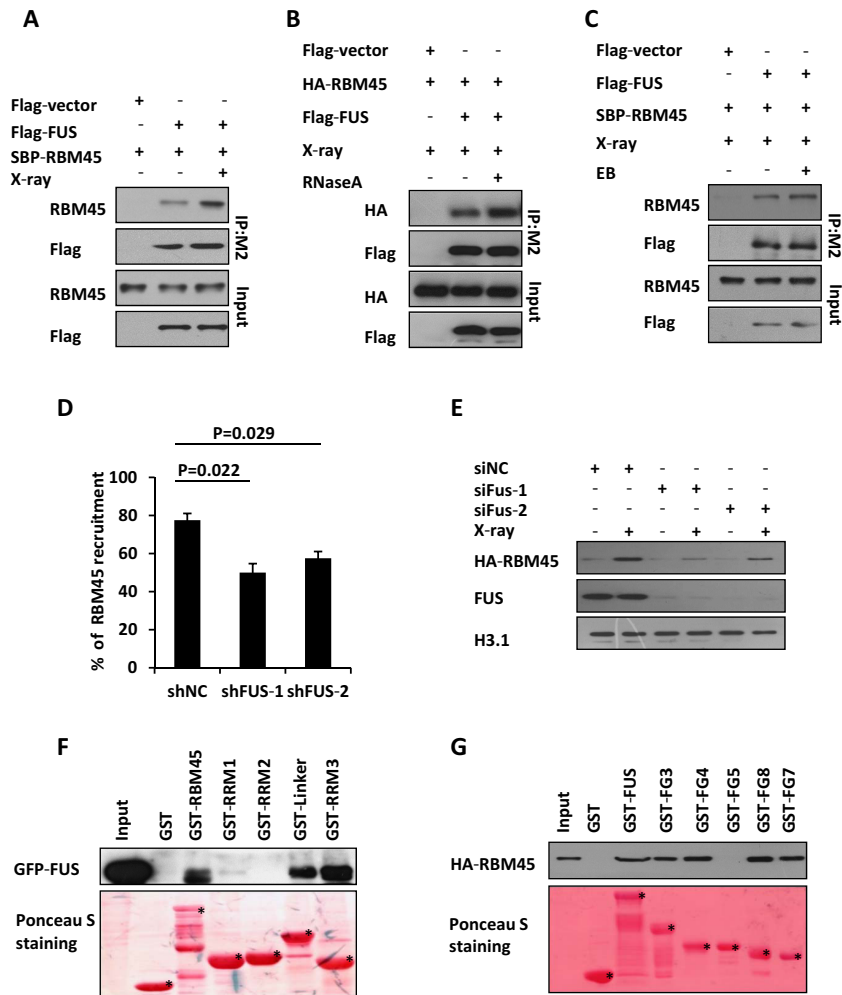 A
Flag-vector + - -
Flag-FUS - + +
SBP-RBM45 + + +
X-ray +
RBM45
Flag
RBM45
Flag
IP:M2
Input
B
Flag-vector + - -
HA-RBM45 + + +
Flag-FUS - + +
X-ray + + +
RNaseA +
HA
Flag
HA
Flag
IP:M2
Input
C
Flag-vector + - -
Flag-FUS - + +
SBP-RBM45 + + +
X-ray + + +
EB +
RBM45
Flag
RBM45
Flag
IP:M2
Input
D
P=0.029
P=0.022
% of RBM45 recruitment
100
80
60
40
20
0
shNC shFUS-1 shFUS-2
E
siNC + + - - - -
siFus-1 - - + + - -
siFus-2 - - - - + +
X-ray - + - + - +
HA-RBM45
FUS
H3.1
F
Input GST GST-RBM45 GST-RRM1 GST-RRM2 GST-Linker GST-RRM3
GFP-FUS
Ponceau S
staining
* * * * * *
G
Input GST GST-FUS GST-FG3 GST-FG4 GST-FG5 GST-FG8 GST-FG7
HA-RBM45
Ponceau S
staining
* * * * * * *